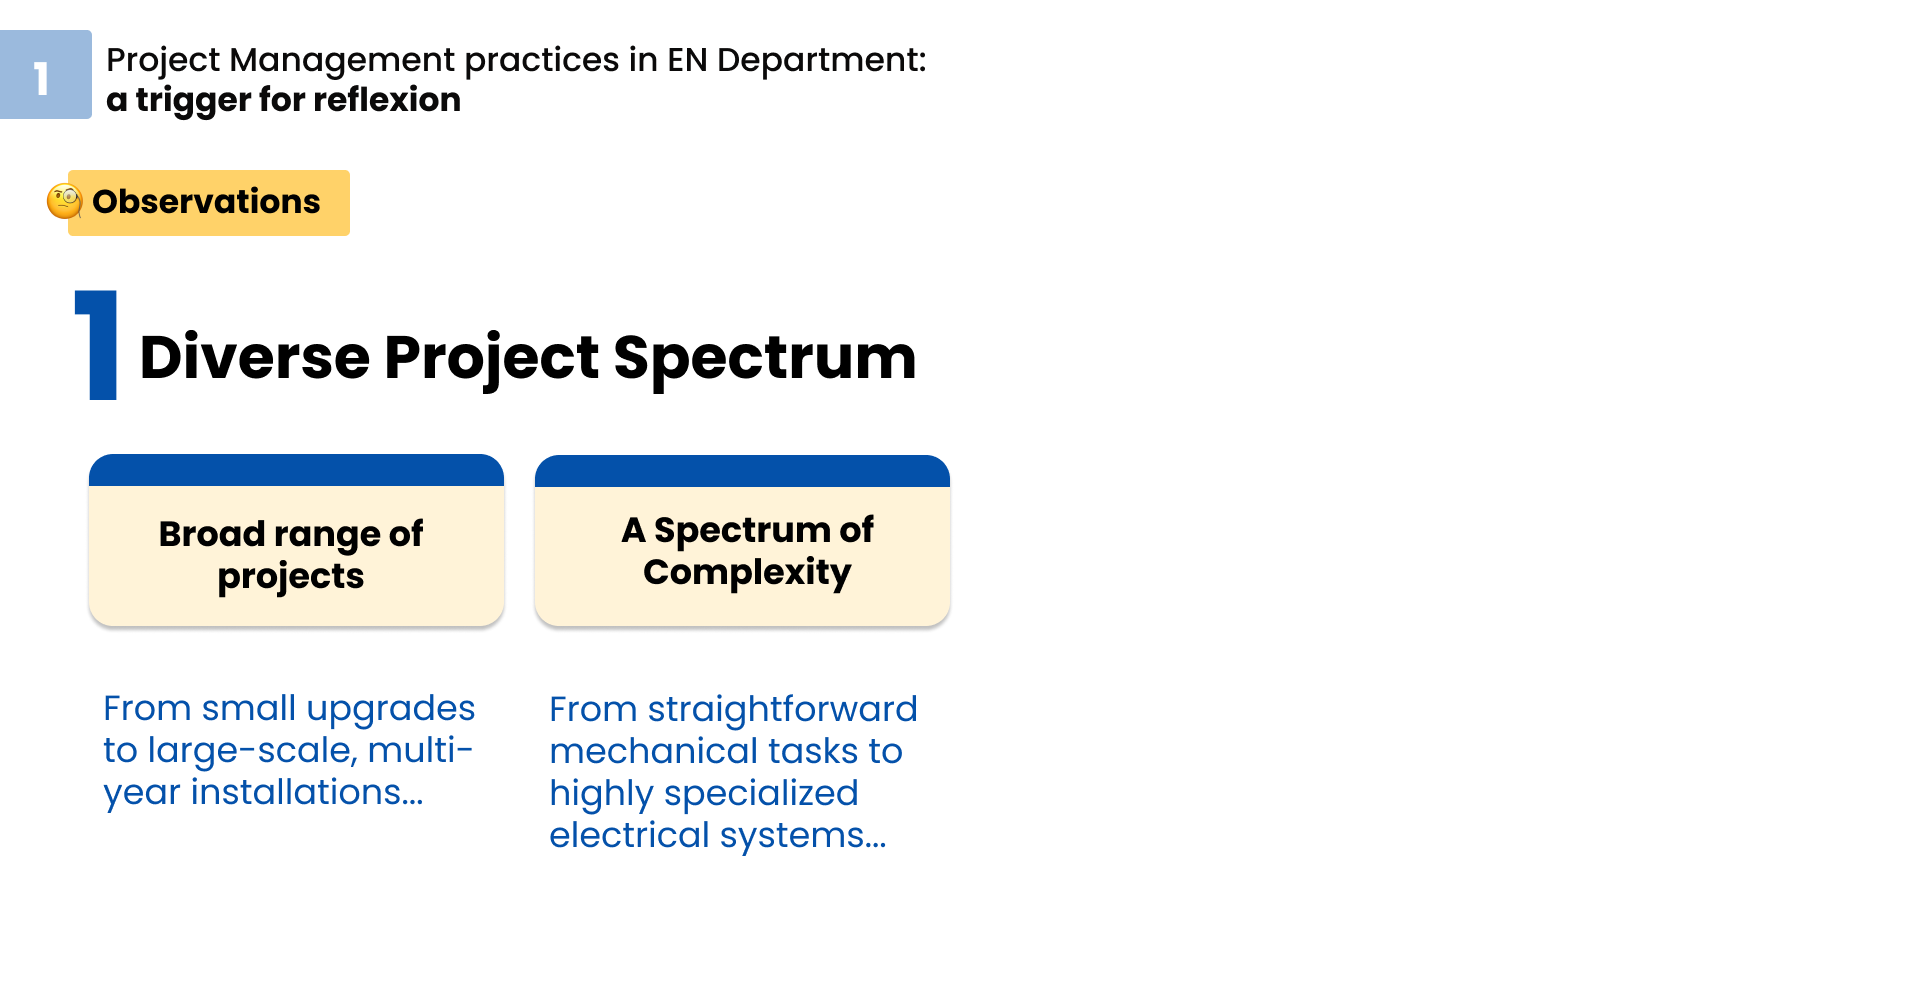 1
Project Management practices in EN Department:
a trigger for reflexion
Observations
1
Diverse Project Spectrum
Broad range of
projects
From small upgrades
to large-scale, multi-
year installations...
A Spectrum of
Complexity
From straightforward
mechanical tasks to
highly specialized
electrical systems...